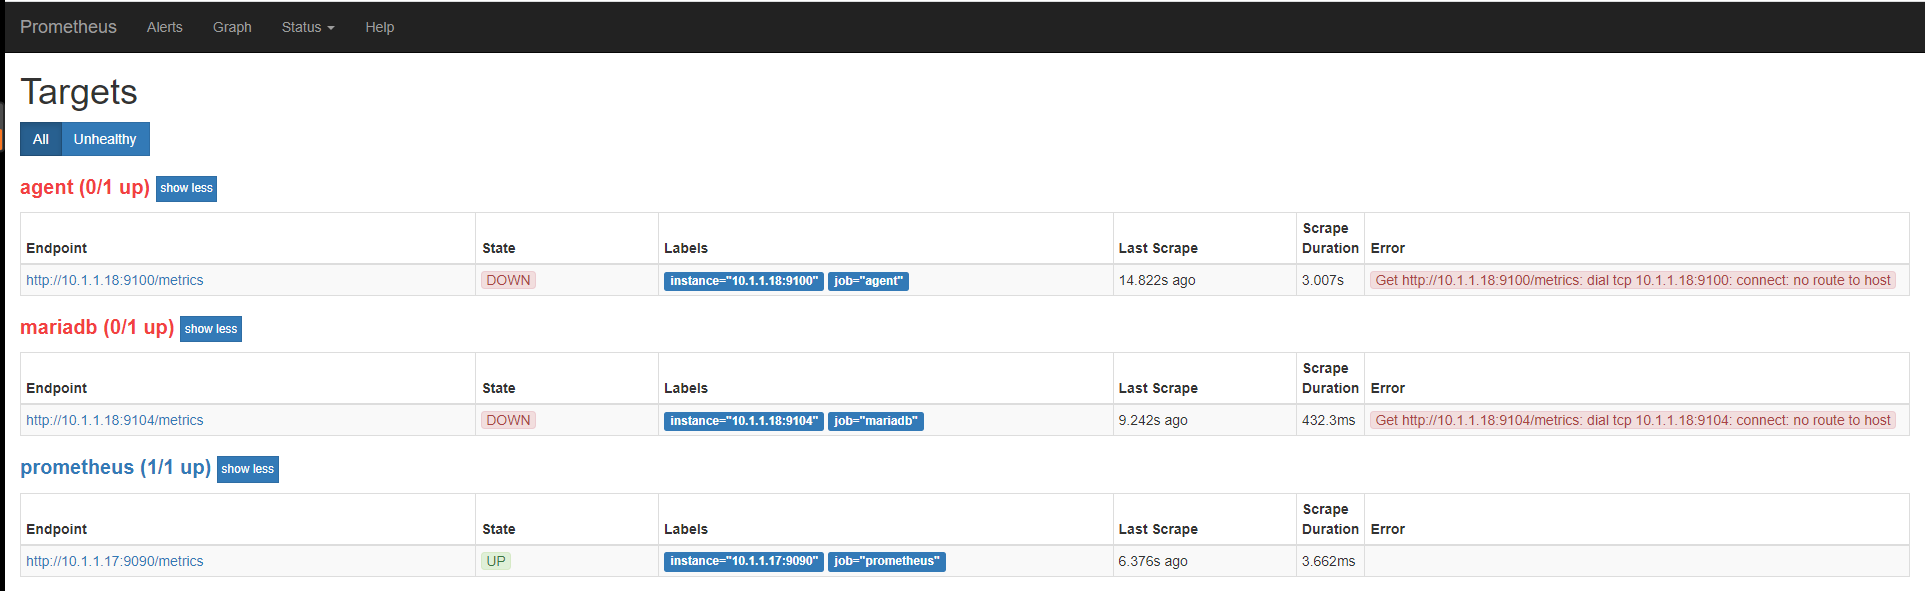 Prometheus Alerts Graph Status Help
Targets
All Unhealthy
agent (0/1 up) show less
Endpoint State Labels Last Scrape Scrape Duration Error
http://10.1.1.18:9100/metrics DOWN instance="10.1.1.18:9100" job="agent" 14.822s ago 3.007s Get http://10.1.1.18:9100/metrics: dial tcp 10.1.1.18:9100: connect: no route to host
mariadb (0/1 up) show less
Endpoint State Labels Last Scrape Scrape Duration Error
http://10.1.1.18:9104/metrics DOWN instance="10.1.1.18:9104" job="mariadb" 9.242s ago 432.3ms Get http://10.1.1.18:9104/metrics: dial tcp 10.1.1.18:9104: connect: no route to host
prometheus (1/1 up) show less
Endpoint State Labels Last Scrape Scrape Duration Error
http://10.1.1.17:9090/metrics UP instance="10.1.1.17:9090" job="prometheus" 6.376s ago 3.662ms